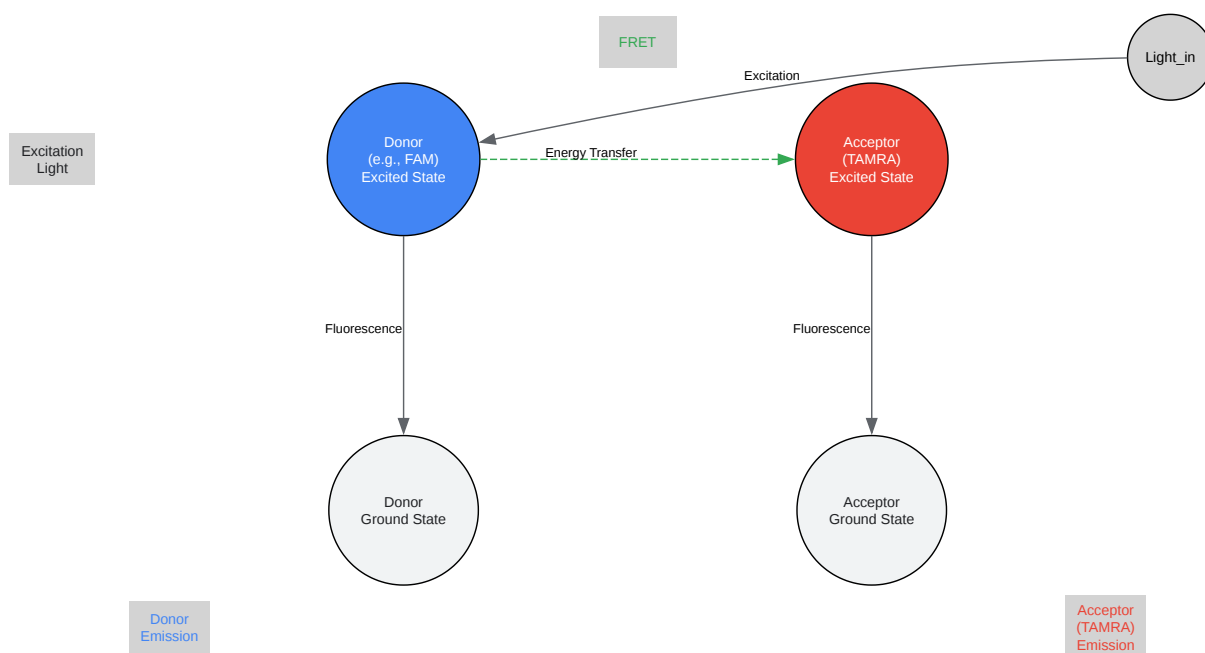 FRET
Light_in
Excitation
Excitation
Light
Donor
(e.g., FAM)
Excited State
Energy Transfer
Acceptor
(TAMRA)
Excited State
Fluorescence
Fluorescence
Donor
Ground State
Acceptor
Ground State
Donor
Emission
Acceptor
(TAMRA)
Emission